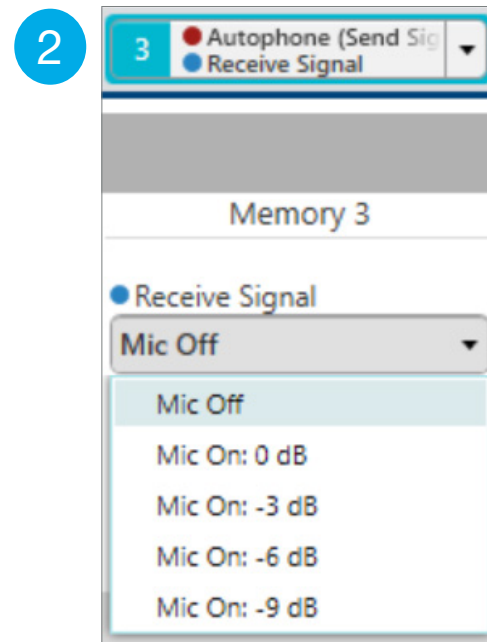 2
3
Autophone (Send Sig
Receive Signal
Memory 3
Receive Signal
Mic Off
Mic Off
Mic On: 0 dB
Mic On: -3 dB
Mic On: -6 dB
Mic On: -9 dB